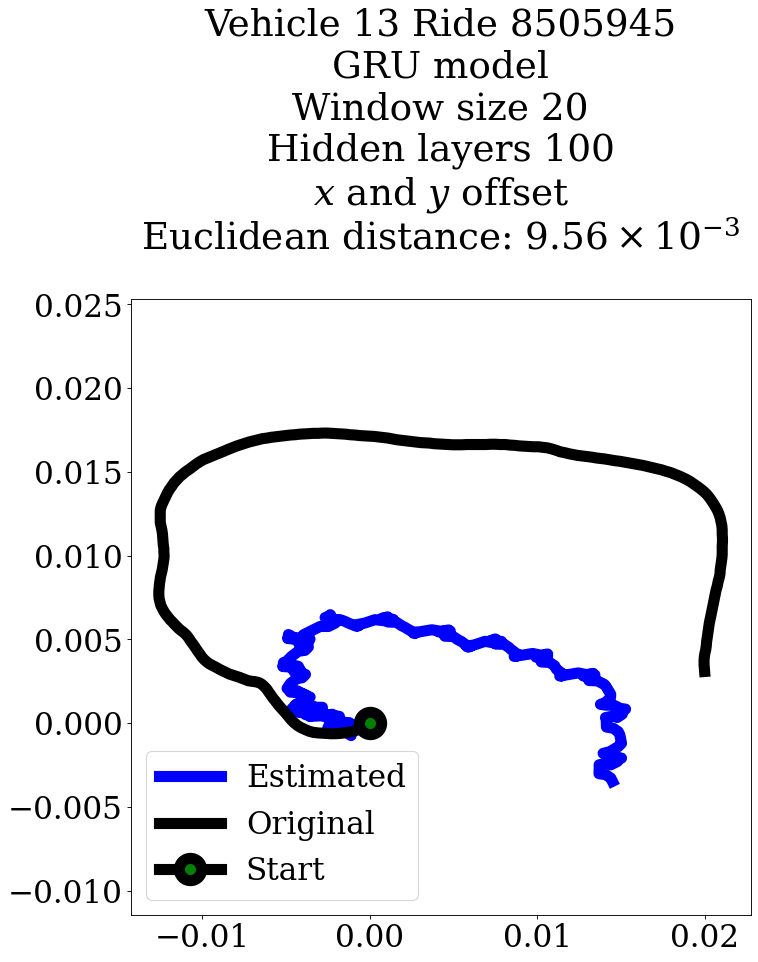 Vehicle 13 Ride 8505945
GRU model
Window size 20
Hidden layers 100
x and y offset
Euclidean distance: 9.56 × 10⁻³
0.025
0.020
0.015
0.010
0.005
0.000
−0.005
−0.010
Estimated
Original
Start
−0.01 0.00 0.01 0.02